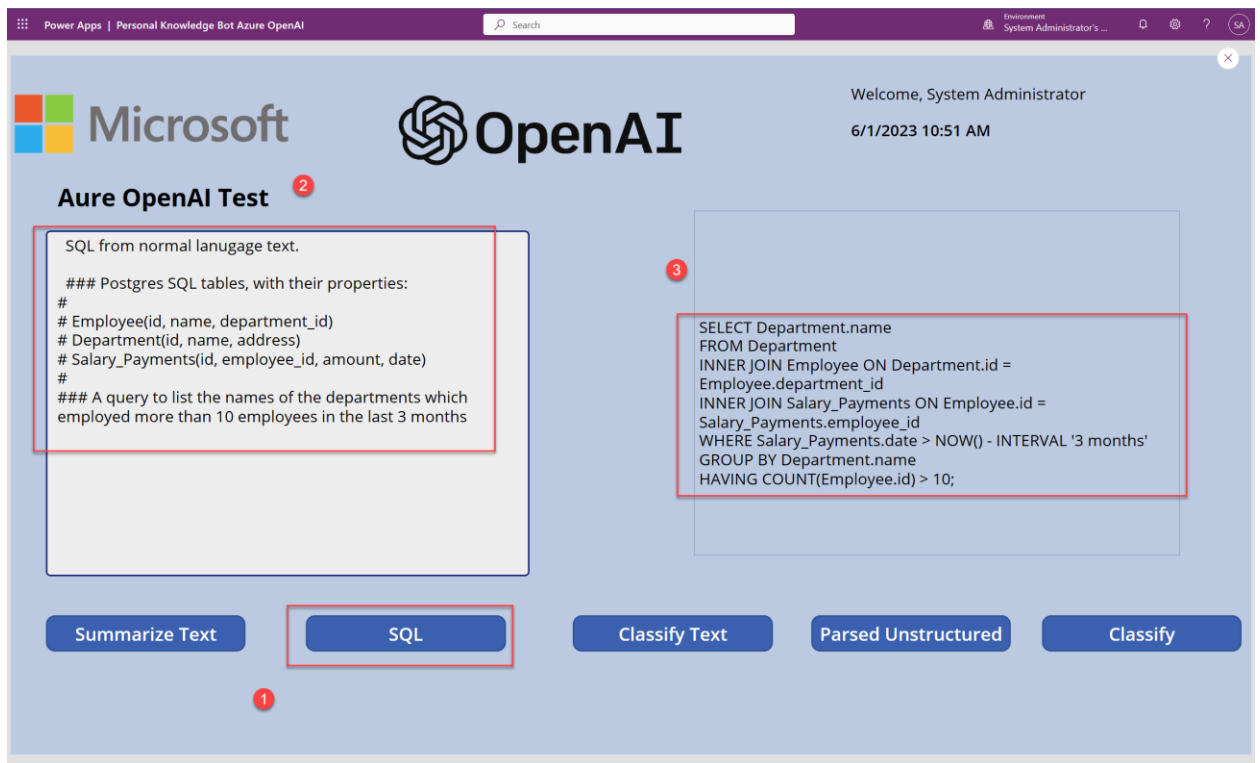 Power Apps | Personal Knowledge Bot Azure OpenAI
Search
Environment
System Administrator's ...
?
SA
Microsoft
OpenAI
Welcome, System Administrator
6/1/2023 10:51 AM
Aure OpenAI Test
2
SQL from normal lanugage text.
### Postgres SQL tables, with their properties:
#
# Employee(id, name, department_id)
# Department(id, name, address)
# Salary_Payments(id, employee_id, amount, date)
#
### A query to list the names of the departments which
employed more than 10 employees in the last 3 months
3
SELECT Department.name
FROM Department
INNER JOIN Employee ON Department.id =
Employee.department_id
INNER JOIN Salary_Payments ON Employee.id =
Salary_Payments.employee_id
WHERE Salary_Payments.date > NOW() - INTERVAL '3 months'
GROUP BY Department.name
HAVING COUNT(Employee.id) > 10;
Summarize Text
SQL
Classify Text
Parsed Unstructured
Classify
1